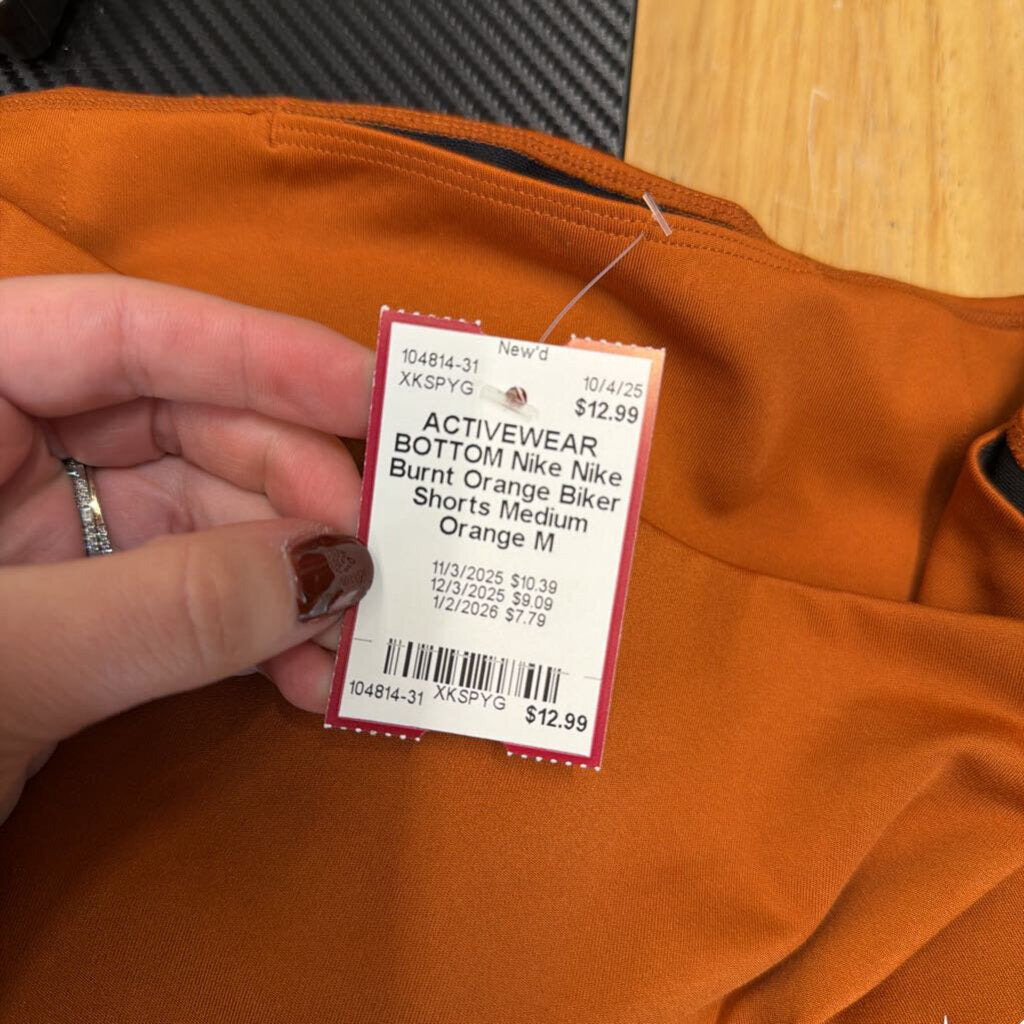 New'd
104814-31
XKSPYG
10/4/25
$12.99
ACTIVEWEAR
BOTTOM Nike Nike
Burnt Orange Biker
Shorts Medium
Orange M
11/3/2025 $10.39
12/3/2025 $9.09
1/2/2026 $7.79
104814-31 XKSPYG $12.99